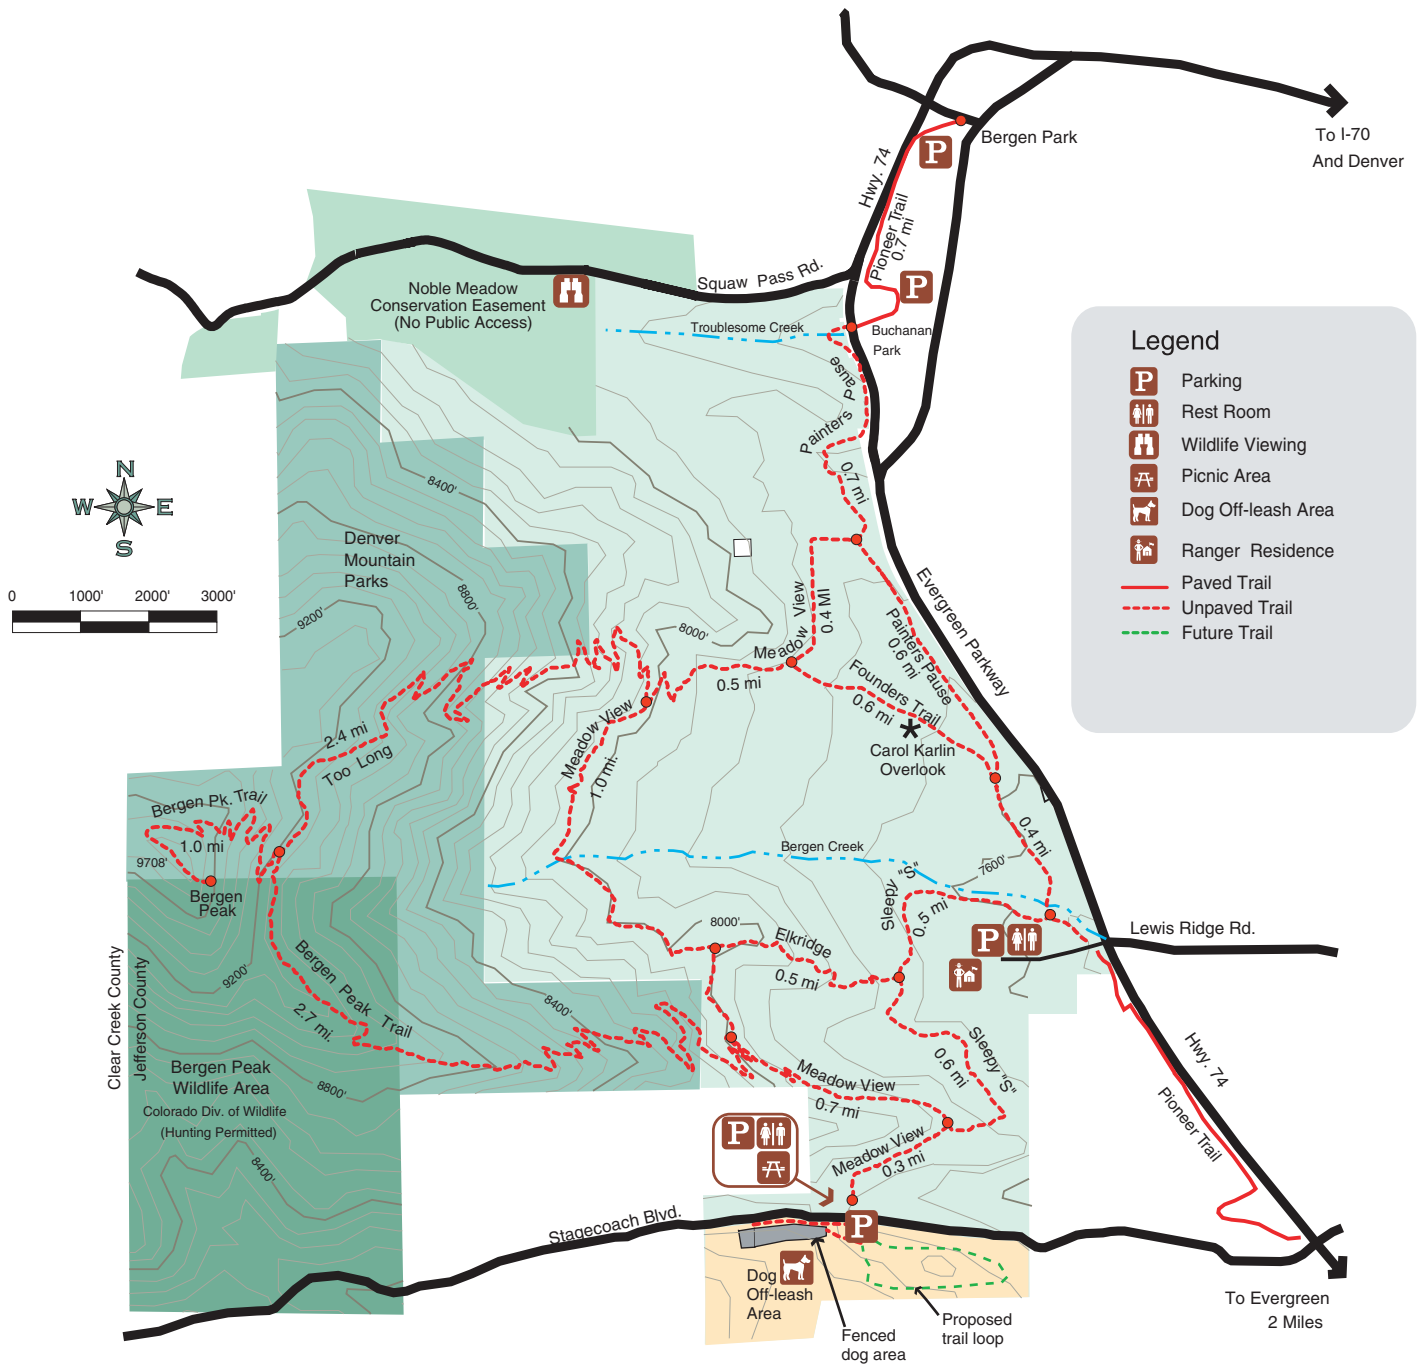 To I-70
And Denver
Bergen Park
P
Hwy. 74
Pioneer Trail
0.7 mi
P
Squaw Pass Rd.
Noble Meadow
Conservation Easement
(No Public Access)
Troublesome Creek
Buchanan
Park
Painters Pause
0.7 mi
Legend
P Parking
Rest Room
Wildlife Viewing
Picnic Area
Dog Off-leash Area
Ranger Residence
Paved Trail
Unpaved Trail
Future Trail
N
W E
S
0 1000' 2000' 3000'
Denver
Mountain
Parks
8400'
8800'
9200'
8000'
Meadow View
0.4 MI
0.5 mi
Evergreen Parkway
Painters Pause
0.6 mi
Founders Trail
0.6 mi
Carol Karlin
Overlook
Meadow View
1.0 mi.
2.4 mi
Too Long
Bergen Pk. Trail
1.0 mi
9708'
Bergen
Peak
0.4 mi
7600'
Bergen Creek
Sleepy "S"
0.5 mi
P
Lewis Ridge Rd.
8000'
Elkridge
0.5 mi
9200'
Bergen Peak Trail
2.7 mi.
8400'
8800'
Clear Creek County
Jefferson County
Bergen Peak
Wildlife Area
Colorado Div. of Wildlife
(Hunting Permitted)
8400'
Sleepy "S"
0.6 mi
Meadow View
0.7 mi
Meadow View
0.3 mi
P
Hwy. 74
Pioneer Trail
Stagecoach Blvd.
P
Dog
Off-leash
Area
Fenced
dog area
Proposed
trail loop
To Evergreen
2 Miles